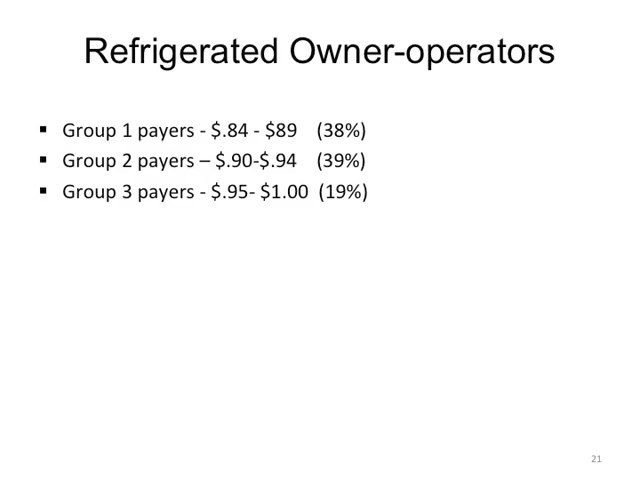 Refrigerated Owner-operators
▪ Group 1 payers - $.84 - $89 (38%)
▪ Group 2 payers – $.90-$.94 (39%)
▪ Group 3 payers - $.95- $1.00 (19%)
21